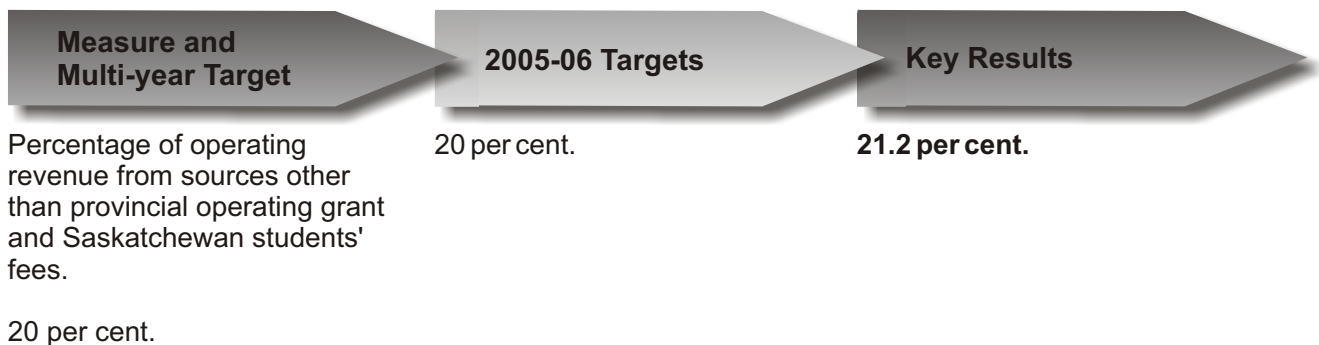 Measure and
Multi-year Target
2005-06 Targets
Key Results
Percentage of operating
revenue from sources other
than provincial operating grant
and Saskatchewan students'
fees.
20 per cent.
20 per cent.
21.2 per cent.